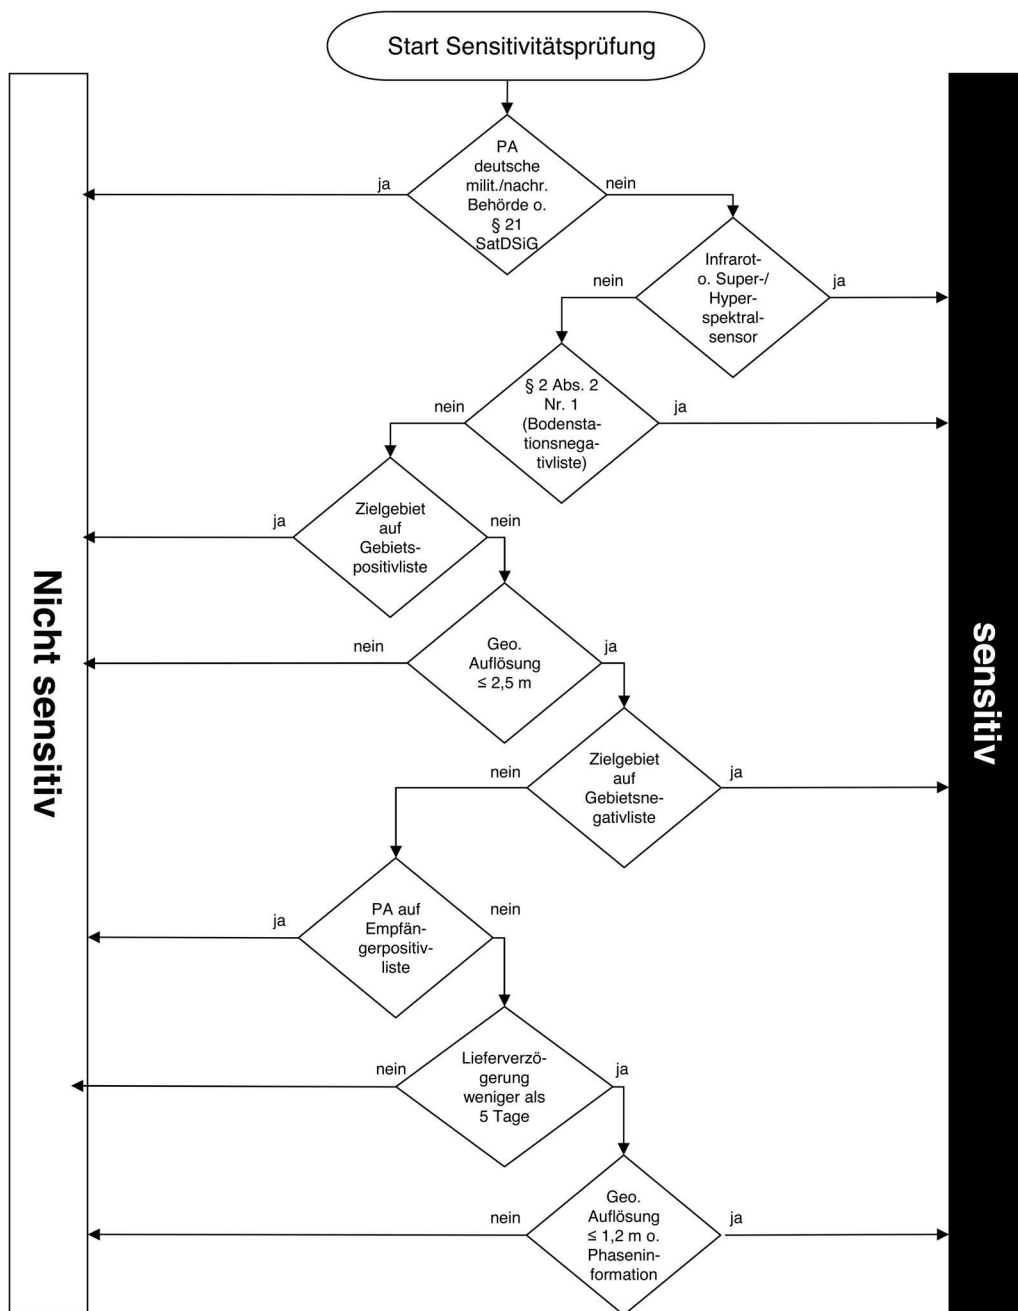 Start Sensitivitätsprüfung
PA
deutsche
milit./nachr.
Behörde o.
§ 21
SatDSiG
ja
nein
Infrarot-
o. Super-/
Hyper-
spektral-
sensor
nein
ja
§ 2 Abs. 2
Nr. 1
(Bodensta-
tionsnega-
tivliste)
nein
ja
Zielgebiet
auf
Gebiets-
positivliste
ja
nein
Geo.
Auflösung
≤ 2,5 m
nein
ja
Zielgebiet
auf
Gebietsne-
gativliste
nein
ja
PA auf
Empfän-
gerpositiv-
liste
ja
nein
Lieferverzö-
gerung
weniger als
5 Tage
nein
ja
Geo.
Auflösung
≤ 1,2 m o.
Phasenin-
formation
nein
ja
Nicht sensitiv
sensitiv